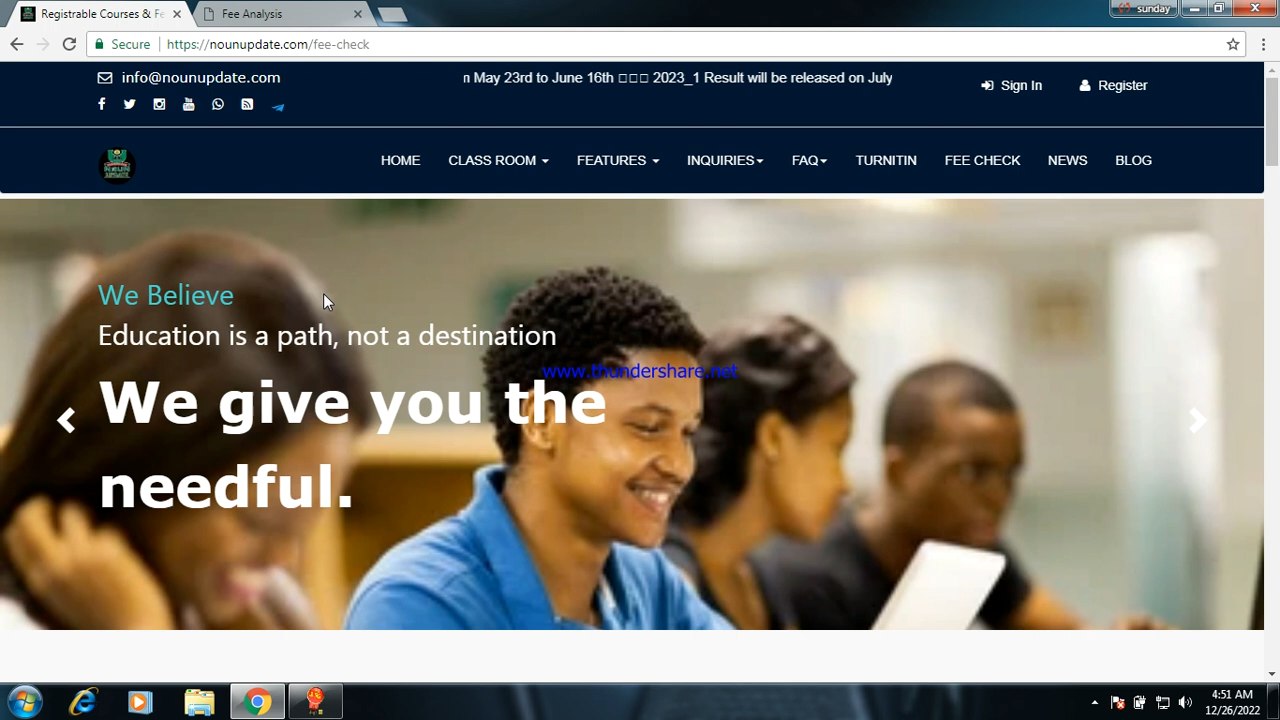 Registrable Courses & Fe
Fee Analysis
sunday
Secure
https://nounupdate.com/fee-check
info@nounupdate.com
May 23rd to June 16th □□□ 2023_1 Result will be released on July
Sign In
Register
HOME
CLASS ROOM
FEATURES
INQUIRIES
FAQ
TURNITIN
FEE CHECK
NEWS
BLOG
We Believe
Education is a path, not a destination
www.thundershare.net
We give you the
needful.
4:51 AM
12/26/2022